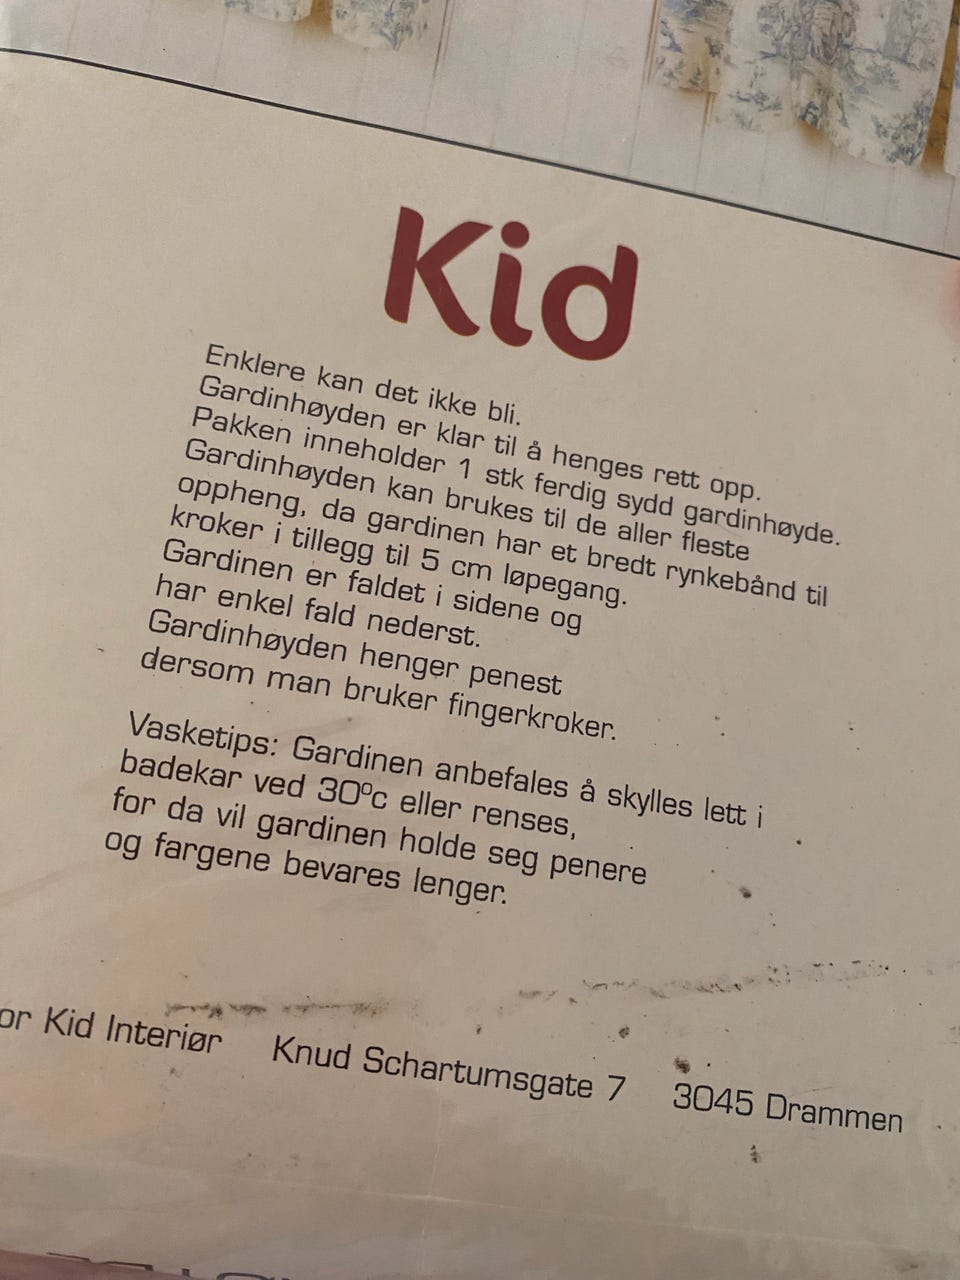 Kid
Enklere kan det ikke bli.
Gardinhøyden er klar til å henges rett opp.
Pakken inneholder 1 stk ferdig sydd gardinhøyde.
Gardinhøyden kan brukes til de aller fleste
oppheng, da gardinen har et bredt rynkebånd til
kroker i tillegg til 5 cm løpegang.
Gardinen er faldet i sidene og
har enkel fald nederst.
Gardinhøyden henger penest
dersom man bruker fingerkroker.
Vasketips: Gardinen anbefales å skylles lett i
badekar ved 30ºc eller renses,
for da vil gardinen holde seg penere
og fargene bevares lenger.
or Kid Interiør Knud Schartumsgate 7 3045 Drammen